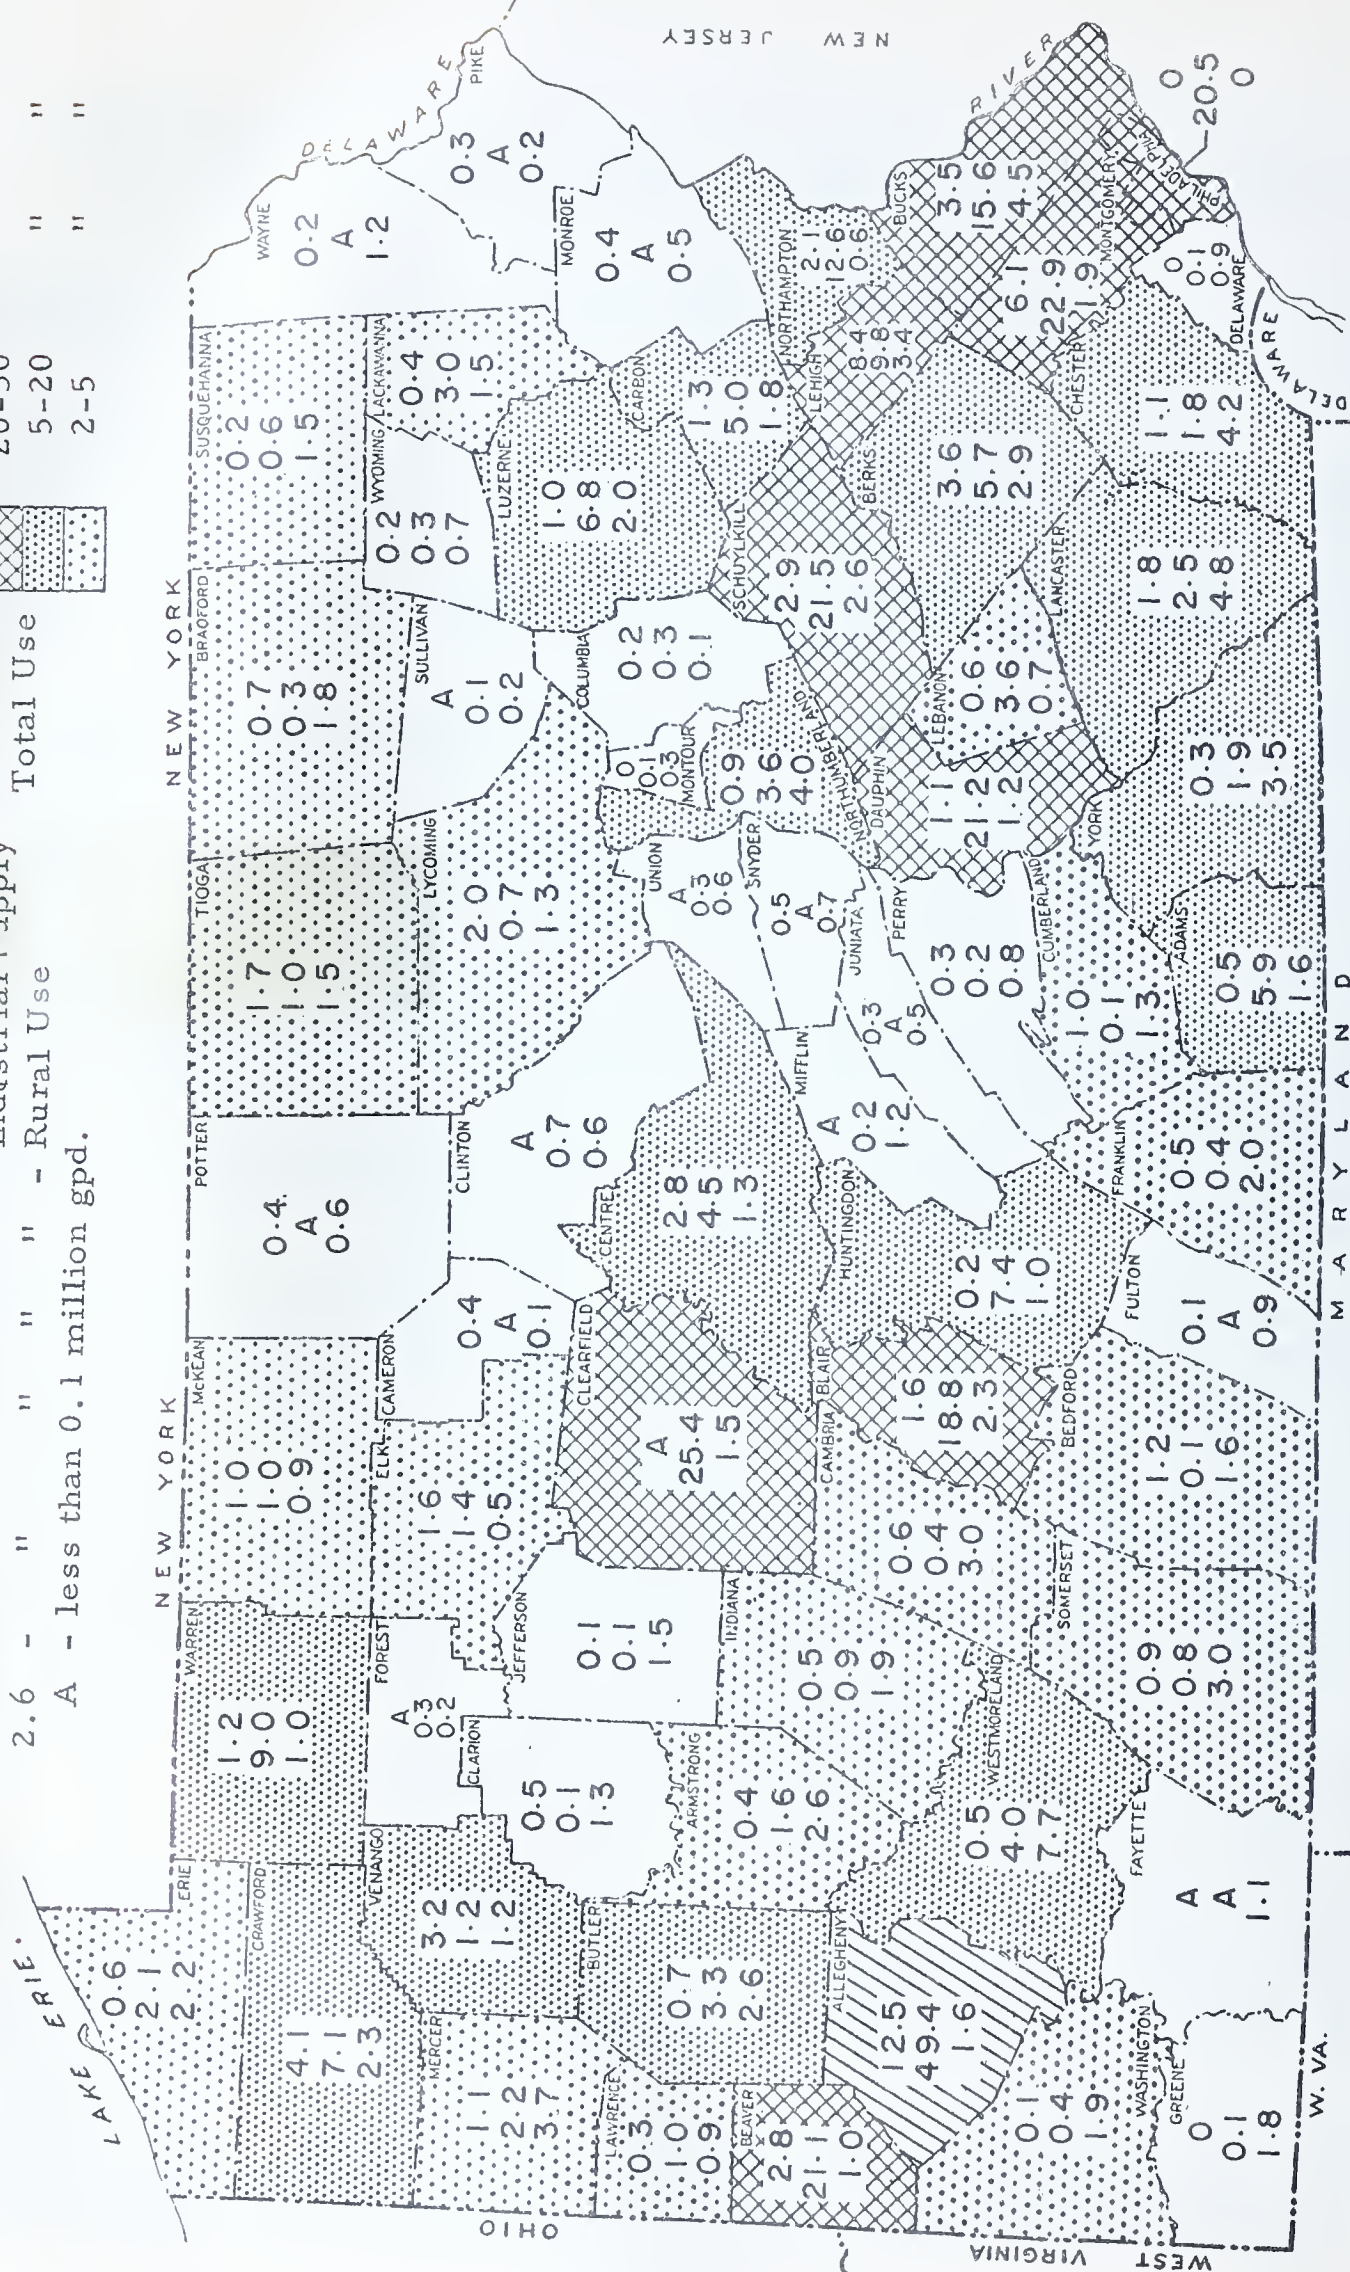 20-50
Industrial Supply Total Use 5-20 " "
2.6 - " " " - Rural Use 2-5 " "
A - less than 0.1 million gpd.
NEW YORK
NEW YORK
LAKE ERIE
ERIE
0.6
2.1
2.2
CRAWFORD
4.1
7.1
2.3
WARREN
1.2
9.0
1.0
McKEAN
1.0
1.0
0.9
POTTER
0.4
A
0.6
TIOGA
1.7
1.0
1.5
BRADFORD
0.7
0.3
1.8
SUSQUEHANNA
0.2
0.6
1.5
WAYNE
0.2
A
1.2
DELAWARE
PIKE
0.3
A
0.2
MERCER
1.1
2.2
3.7
VENANGO
3.2
1.2
1.2
FOREST
A
0.3
0.2
ELK
1.6
1.4
0.5
CAMERON
0.4
A
0.1
CLINTON
A
0.7
0.6
LYCOMING
2.0
0.7
1.3
SULLIVAN
A
0.1
0.2
WYOMING
0.2
0.3
0.7
LACKAWANNA
0.4
3.0
1.5
MONROE
0.4
A
0.5
CLARION
0.5
0.1
1.3
JEFFERSON
0.1
0.1
1.5
CLEARFIELD
A
25.4
1.5
CENTRE
2.8
4.5
1.3
UNION
A
0.3
0.6
MONTOUR
0
0.1
0.3
COLUMBIA
0.2
0.3
0.1
LUZERNE
1.0
6.8
2.0
CARBON
1.3
5.0
1.8
NORTHAMPTON
2.1
12.6
0.6
LAWRENCE
0.3
1.0
0.9
BUTLER
0.7
3.3
2.6
ARMSTRONG
0.4
1.6
2.6
INDIANA
0.5
0.9
1.9
SNYDER
0.5
A
0.7
NORTHUMBERLAND
0.9
3.6
4.0
SCHUYLKILL
2.9
21.5
2.6
LEHIGH
8.4
9.8
3.4
BUCKS
3.5
15.6
4.5
BEAVER
2.8
21.1
1.0
ALLEGHENY
12.5
49.4
1.6
WESTMORELAND
0.5
4.0
7.7
CAMBRIA
0.6
0.4
3.0
BLAIR
1.6
18.8
2.3
HUNTINGDON
0.2
7.4
1.0
MIFFLIN
A
0.2
1.2
JUNIATA
0.3
A
0.5
PERRY
0.3
0.2
0.8
DAUPHIN
1.1
21.2
1.2
LEBANON
0.6
3.6
0.7
BERKS
3.6
5.7
2.9
MONTGOMERY
6.1
22.9
1.9
PHILADELPHIA
0
20.5
0
WASHINGTON
0.1
0.4
1.9
GREENE
0
0.1
1.8
FAYETTE
A
A
1.1
SOMERSET
0.9
0.8
3.0
BEDFORD
1.2
0.1
1.6
FULTON
0.1
A
0.9
FRANKLIN
0.5
0.4
2.0
CUMBERLAND
1.0
0.1
1.3
ADAMS
0.5
5.9
1.6
YORK
0.3
1.9
3.5
LANCASTER
1.8
2.5
4.8
CHESTER
1.1
1.8
4.2
DELAWARE
0
0.1
0.9
RIVER
NEW JERSEY
OHIO
WEST VIRGINIA
W. VA.
MARYLAND
DELAWARE
DEL